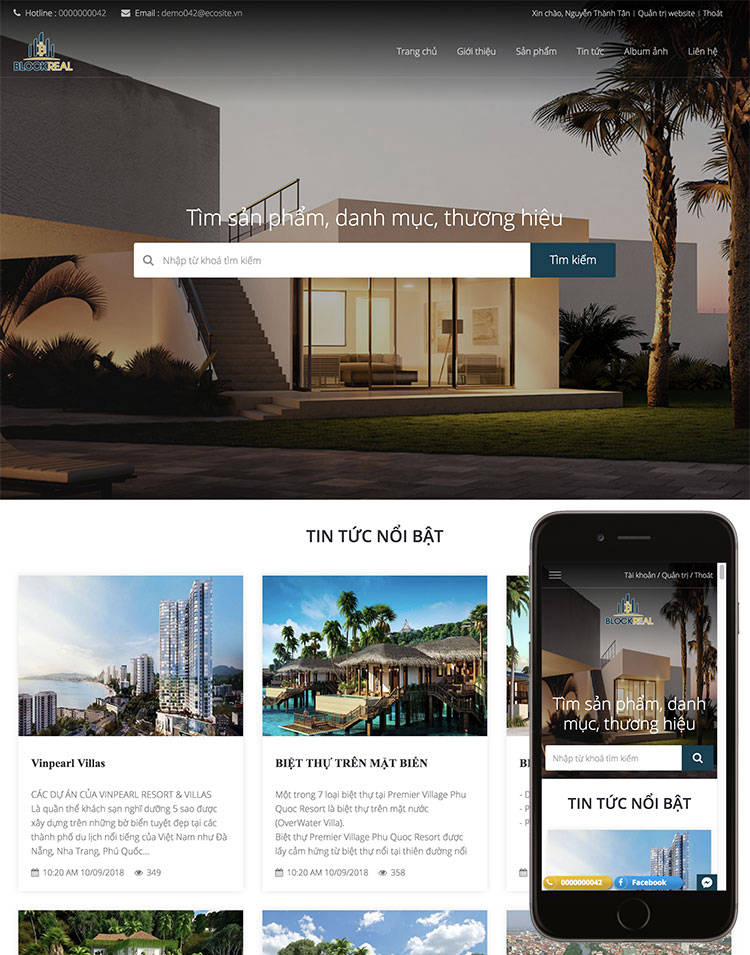 Hotline : 0000000042 Email : demo042@ecosite.vn Xin chào, Nguyễn Thành Tân | Quản trị website | Thoát
BLOCKREAL
Trang chủ Giới thiệu Sản phẩm Tin tức Album ảnh Liên hệ
Tìm sản phẩm, danh mục, thương hiệu
Nhập từ khoá tìm kiếm Tìm kiếm
TIN TỨC NỔI BẬT
Vinpearl Villas
CÁC DỰ ÁN CỦA VINPEARL RESORT & VILLAS
Là quần thể khách sạn nghĩ dưỡng 5 sao được
xây dựng trên những bờ biển tuyệt đẹp tại các
thành phố du lịch nổi tiếng của Việt Nam như Đà
Nẵng, Nha Trang, Phú Quốc...
10:20 AM 10/09/2018 349
BIỆT THỰ TRÊN MẶT BIỂN
Một trong 7 loại biệt thự tại Premier Village Phu
Quoc Resort là biệt thự trên mặt nước
(OverWater Villa).
Biệt thự Premier Village Phu Quoc Resort được
lấy cảm hứng từ biệt thự nổi tại thiên đường nổi
10:20 AM 10/09/2018 358
Tài khoản / Quản trị / Thoát
BLOCKREAL
Tìm sản phẩm, danh
mục, thương hiệu
Nhập từ khoá tìm kiếm
TIN TỨC NỔI BẬT
0000000042 Facebook